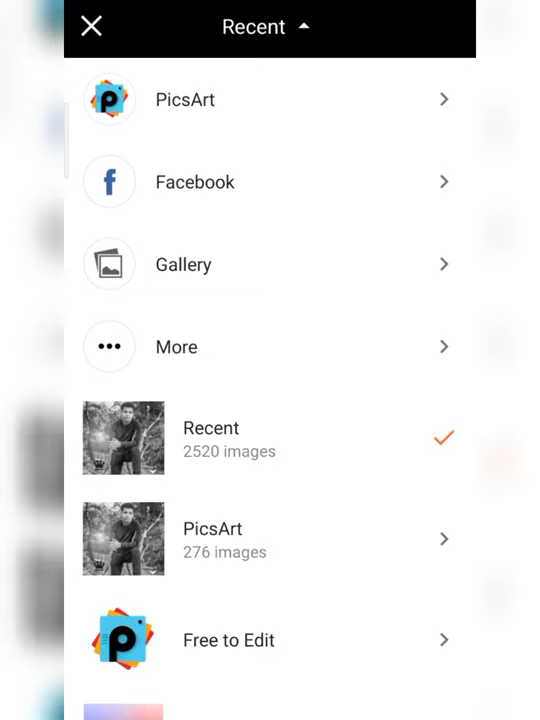 Recent
PicsArt
Facebook
Gallery
More
Recent
2520 images
PicsArt
276 images
Free to Edit